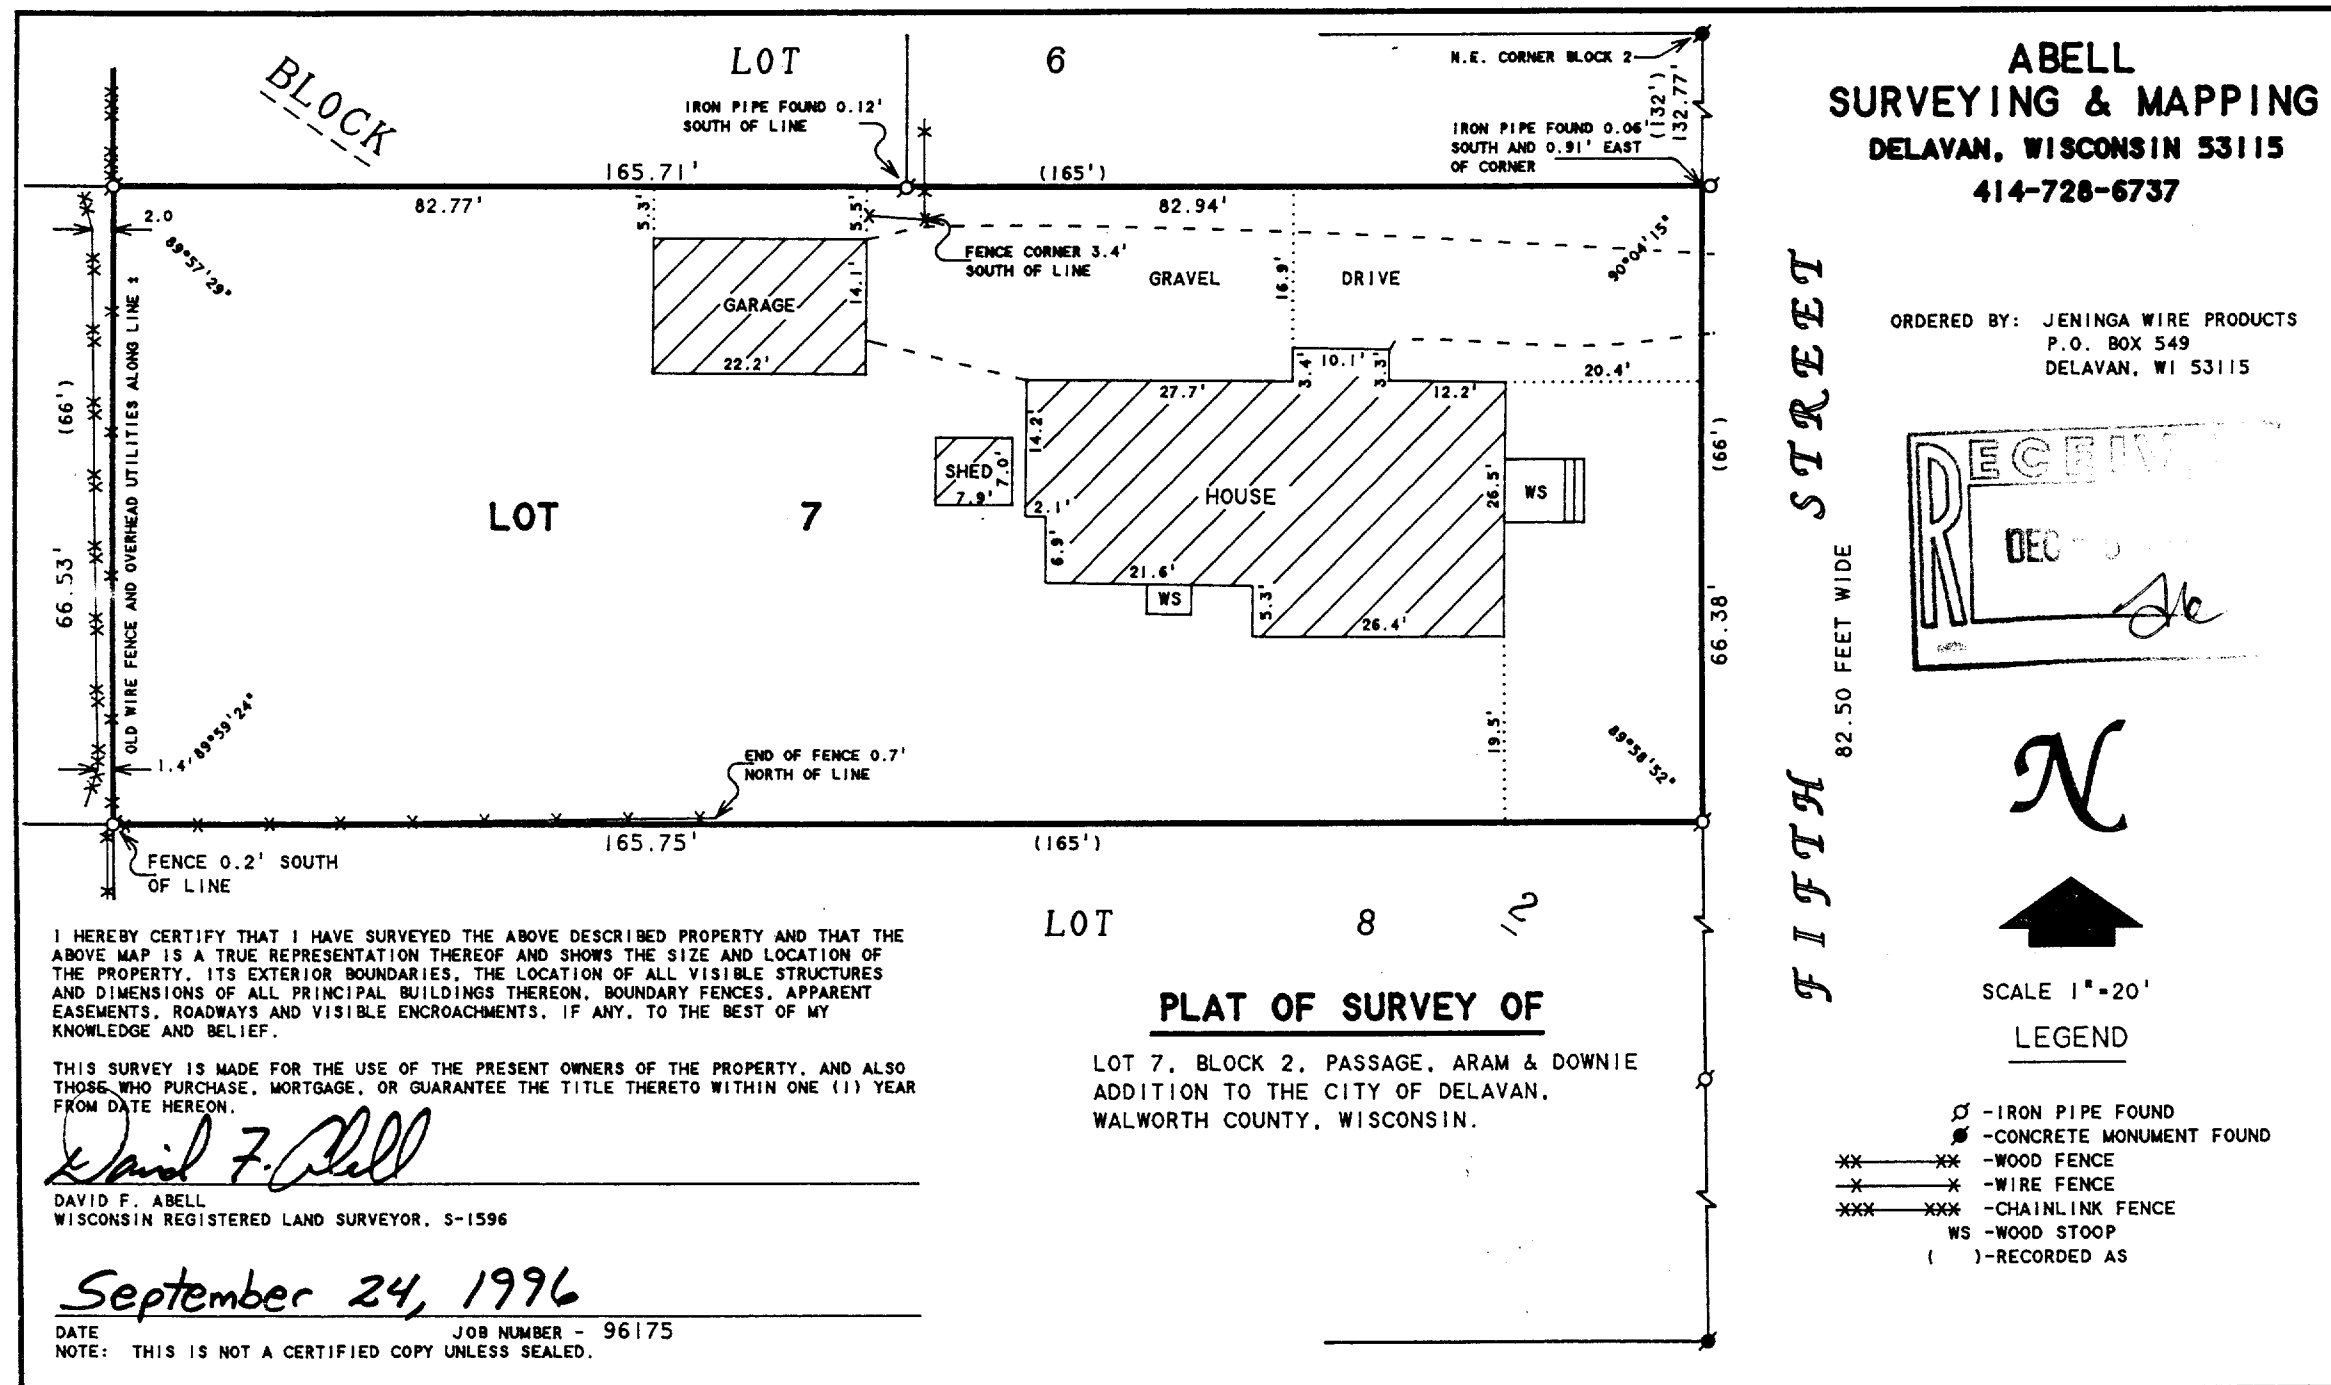 BLOCK
LOT 6
N.E. CORNER BLOCK 2
(132')
132.77'
IRON PIPE FOUND 0.12'
SOUTH OF LINE
IRON PIPE FOUND 0.06'
SOUTH AND 0.91' EAST
OF CORNER
165.71'
(165')
82.77'
82.94'
2.0
89°57'29"
5.3'
5.5'
FENCE CORNER 3.4'
SOUTH OF LINE
GRAVEL DRIVE
16.9'
90°04'15"
GARAGE
14.1'
22.2'
OLD WIRE FENCE AND OVERHEAD UTILITIES ALONG LINE ±
(66')
66.53'
27.7'
3.4'
10.1'
3.3'
12.2'
20.4'
14.2'
SHED
7.0'
7.9'
2.1'
HOUSE
26.5'
WS
6.9'
21.6'
WS
5.3'
26.4'
(66')
66.38'
LOT 7
19.5'
89°58'52"
1.4'
89°59'24"
END OF FENCE 0.7'
NORTH OF LINE
165.75'
(165')
FENCE 0.2' SOUTH
OF LINE
LOT 8
2
FIFTH STREET
82.50 FEET WIDE
I HEREBY CERTIFY THAT I HAVE SURVEYED THE ABOVE DESCRIBED PROPERTY AND THAT THE
ABOVE MAP IS A TRUE REPRESENTATION THEREOF AND SHOWS THE SIZE AND LOCATION OF
THE PROPERTY, ITS EXTERIOR BOUNDARIES, THE LOCATION OF ALL VISIBLE STRUCTURES
AND DIMENSIONS OF ALL PRINCIPAL BUILDINGS THEREON, BOUNDARY FENCES, APPARENT
EASEMENTS, ROADWAYS AND VISIBLE ENCROACHMENTS, IF ANY, TO THE BEST OF MY
KNOWLEDGE AND BELIEF.
THIS SURVEY IS MADE FOR THE USE OF THE PRESENT OWNERS OF THE PROPERTY, AND ALSO
THOSE WHO PURCHASE, MORTGAGE, OR GUARANTEE THE TITLE THERETO WITHIN ONE (1) YEAR
FROM DATE HEREON.
David F. Abell
DAVID F. ABELL
WISCONSIN REGISTERED LAND SURVEYOR, S-1596
September 24, 1996
DATE JOB NUMBER - 96175
NOTE: THIS IS NOT A CERTIFIED COPY UNLESS SEALED.
PLAT OF SURVEY OF
LOT 7, BLOCK 2, PASSAGE, ARAM & DOWNIE
ADDITION TO THE CITY OF DELAVAN,
WALWORTH COUNTY, WISCONSIN.
ABELL
SURVEYING & MAPPING
DELAVAN, WISCONSIN 53115
414-728-6737
ORDERED BY: JENINGA WIRE PRODUCTS
P.O. BOX 549
DELAVAN, WI 53115
RECEIV
DEC - 5
N
SCALE 1"=20'
LEGEND
-IRON PIPE FOUND
-CONCRETE MONUMENT FOUND
XX XX -WOOD FENCE
X X -WIRE FENCE
XXX XXX -CHAINLINK FENCE
WS -WOOD STOOP
( )-RECORDED AS